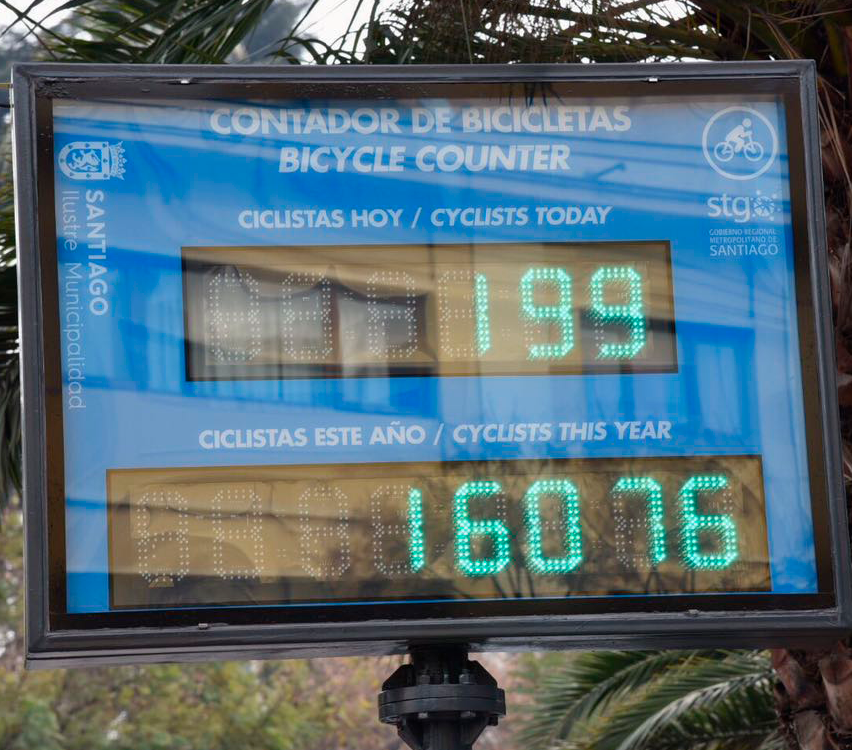 CONTADOR DE BICICLETAS
BICYCLE COUNTER
SANTIAGO
Ilustre Municipalidad
stg
GOBIERNO REGIONAL
METROPOLITANO DE
SANTIAGO
CICLISTAS HOY / CYCLISTS TODAY
199
CICLISTAS ESTE AÑO / CYCLISTS THIS YEAR
16076